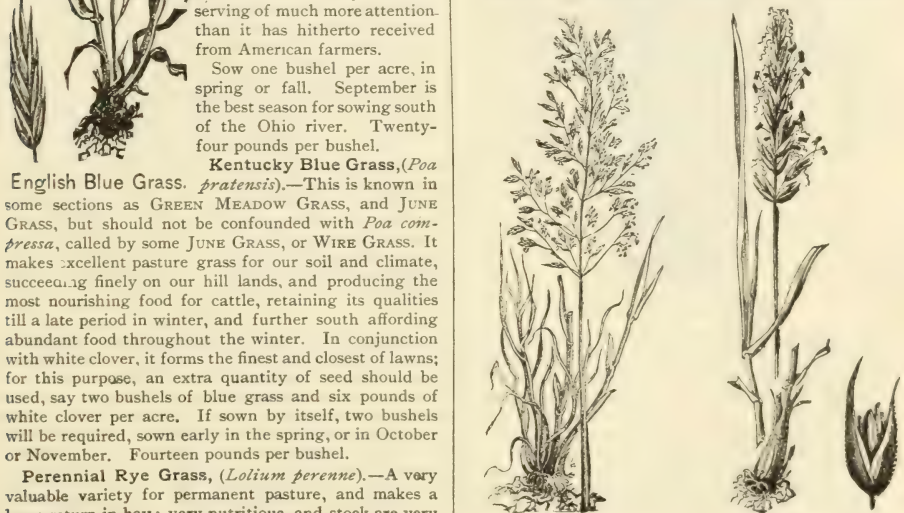 serving of much more attention
than it has hitherto received
from American farmers.
Sow one bushel per acre, in
spring or fall. September is
the best season for sowing south
of the Ohio river. Twenty-
four pounds per bushel.
Kentucky Blue Grass,(Poa
English Blue Grass. pratensis).—This is known in
some sections as GREEN MEADOW GRASS, and JUNE
GRASS, but should not be confounded with Poa com-
pressa, called by some JUNE GRASS, or WIRE GRASS. It
makes excellent pasture grass for our soil and climate,
succeeding finely on our hill lands, and producing the
most nourishing food for cattle, retaining its qualities
till a late period in winter, and further south affording
abundant food throughout the winter. In conjunction
with white clover, it forms the finest and closest of lawns;
for this purpose, an extra quantity of seed should be
used, say two bushels of blue grass and six pounds of
white clover per acre. If sown by itself, two bushels
will be required, sown early in the spring, or in October
or November. Fourteen pounds per bushel.
Perennial Rye Grass, (Lolium perenne).—A very
valuable variety for permanent pasture, and makes a
return in hay; very nutritious, and stock are very